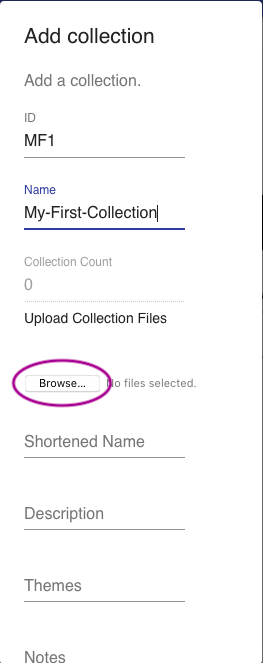 Add collection
Add a collection.
ID
MF1
Name
My-First-Collection
Collection Count
0
Upload Collection Files
Browse... No files selected.
Shortened Name
Description
Themes
Notes